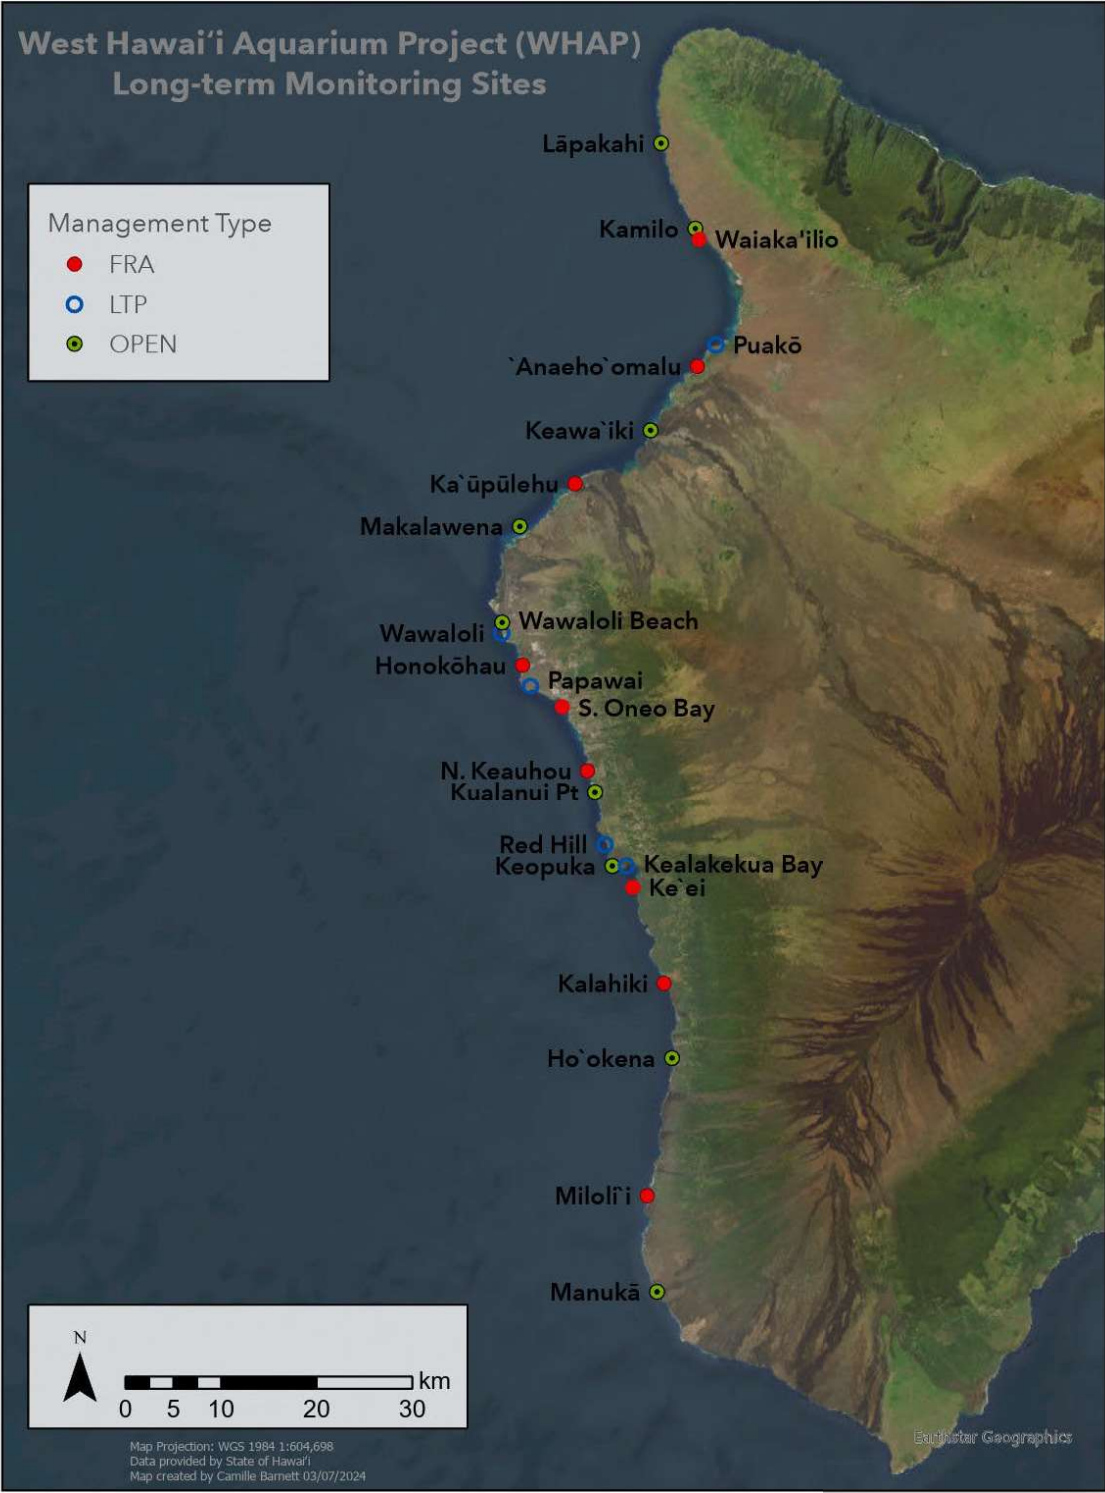 West Hawaiʻi Aquarium Project (WHAP)
Long-term Monitoring Sites
Lāpakahi
Management Type
FRA
LTP
OPEN
Kamilo
Waiaka'ilio
Puakō
`Anaeho`omalu
Keawa`iki
Ka`ūpūlehu
Makalawena
Wawaloli Beach
Wawaloli
Honokōhau
Papawai
S. Oneo Bay
N. Keauhou
Kualanui Pt
Red Hill
Keopuka
Kealakekua Bay
Ke`ei
Kalahiki
Ho`okena
Miloli`i
Manukā
N
km
0 5 10 20 30
Map Projection: WGS 1984 1:604,698
Data provided by State of Hawai'i
Map created by Camille Barnett 03/07/2024
Earthstar Geographics